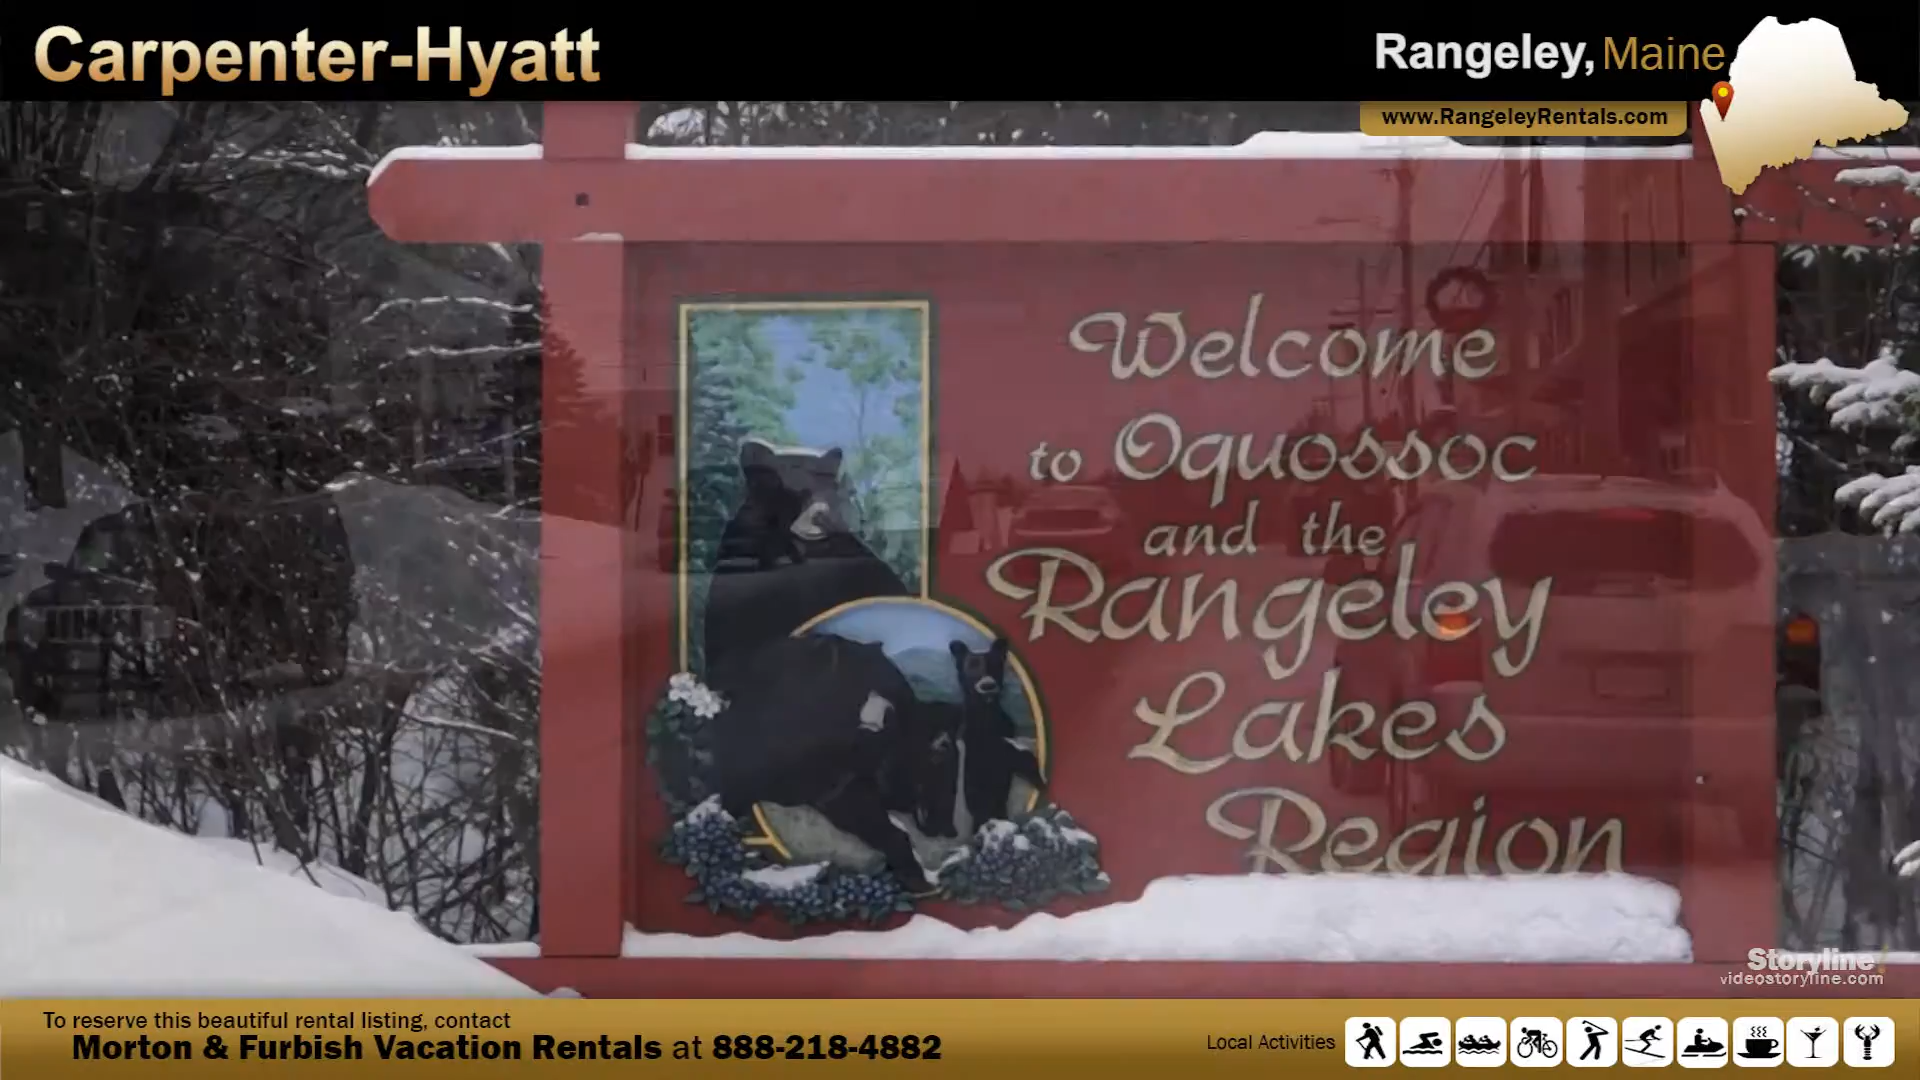 Carpenter-Hyatt
Rangeley, Maine
www.RangeleyRentals.com
Welcome
to Oquossoc
and the
Rangeley
Lakes
Region
Storyline!
videostoryline.com
To reserve this beautiful rental listing, contact
Morton & Furbish Vacation Rentals at 888-218-4882
Local Activities